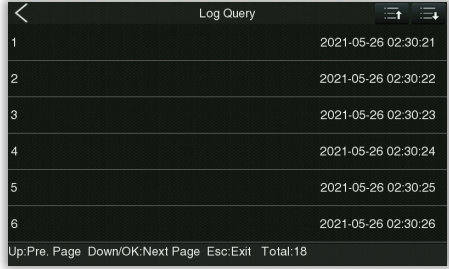 Log Query
1 2021-05-26 02:30:21
2 2021-05-26 02:30:22
3 2021-05-26 02:30:23
4 2021-05-26 02:30:24
5 2021-05-26 02:30:25
6 2021-05-26 02:30:26
Up:Pre. Page Down/OK:Next Page Esc:Exit Total:18